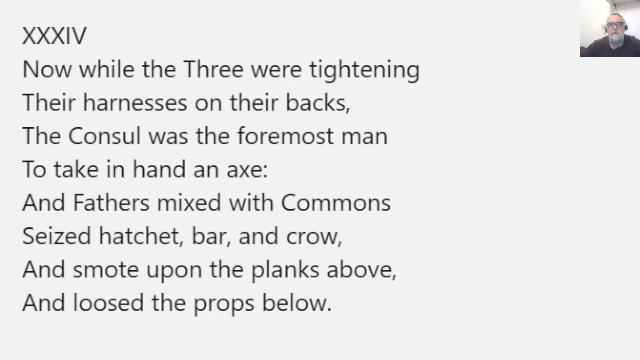 XXXIV
Now while the Three were tightening
Their harnesses on their backs,
The Consul was the foremost man
To take in hand an axe:
And Fathers mixed with Commons
Seized hatchet, bar, and crow,
And smote upon the planks above,
And loosed the props below.